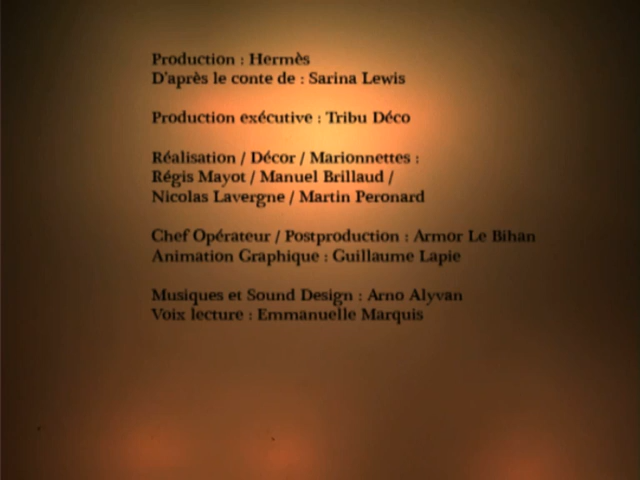 Production : Hermès
D'après le conte de : Sarina Lewis
Production exécutive : Tribu Déco
Réalisation / Décor / Marionnettes :
Régis Mayot / Manuel Brillaud /
Nicolas Lavergne / Martin Peronard
Chef Opérateur / Postproduction : Armor Le Bihan
Animation Graphique : Guillaume Lapie
Musiques et Sound Design : Arno Alyvan
Voix lecture : Emmanuelle Marquis